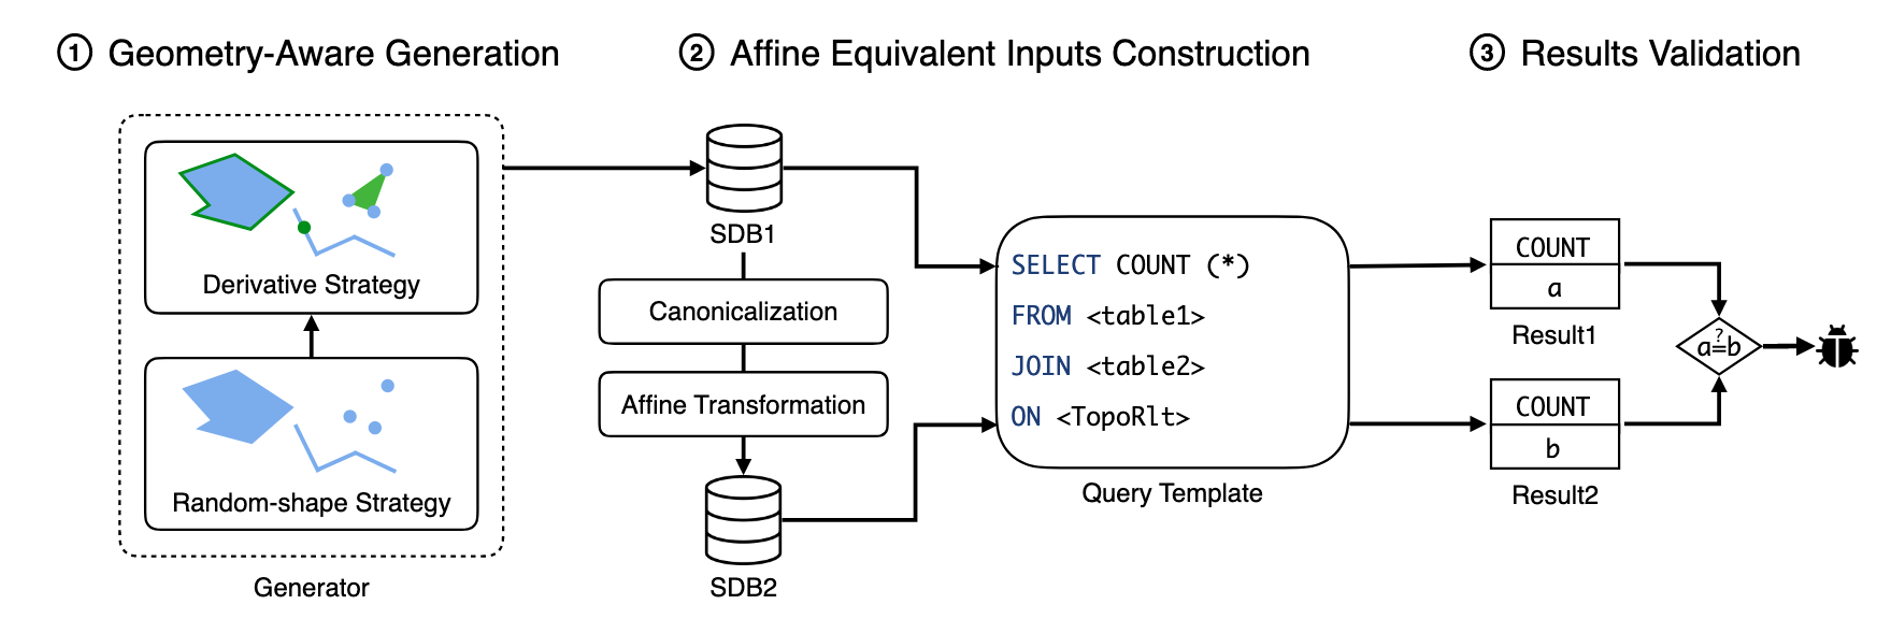 ① Geometry-Aware Generation
② Affine Equivalent Inputs Construction
③ Results Validation
Derivative Strategy
Random-shape Strategy
Generator
SDB1
Canonicalization
Affine Transformation
SDB2
SELECT COUNT (*)
FROM <table1>
JOIN <table2>
ON <TopoRlt>
Query Template
COUNT
a
Result1
COUNT
b
Result2
?
a=b